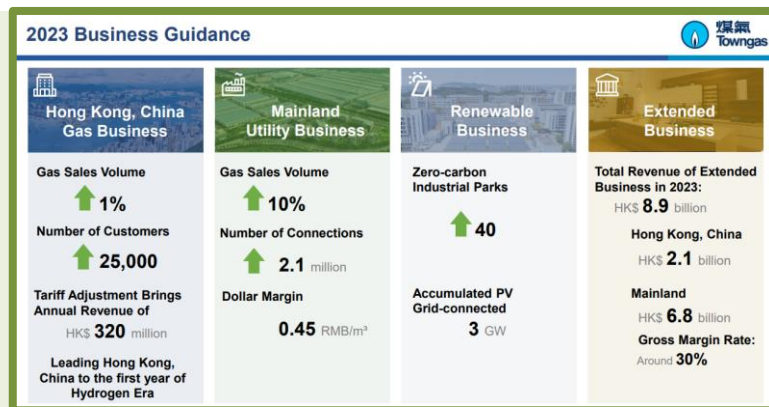 2023 Business Guidance
煤氣
Towngas
Hong Kong, China
Gas Business
Gas Sales Volume
1%
Number of Customers
25,000
Tariff Adjustment Brings
Annual Revenue of
HK$ 320 million
Leading Hong Kong,
China to the first year of
Hydrogen Era
Mainland
Utility Business
Gas Sales Volume
10%
Number of Connections
2.1 million
Dollar Margin
0.45 RMB/m³
Renewable
Business
Zero-carbon
Industrial Parks
40
Accumulated PV
Grid-connected
3 GW
Extended
Business
Total Revenue of Extended
Business in 2023:
HK$ 8.9 billion
Hong Kong, China
HK$ 2.1 billion
Mainland
HK$ 6.8 billion
Gross Margin Rate:
Around 30%